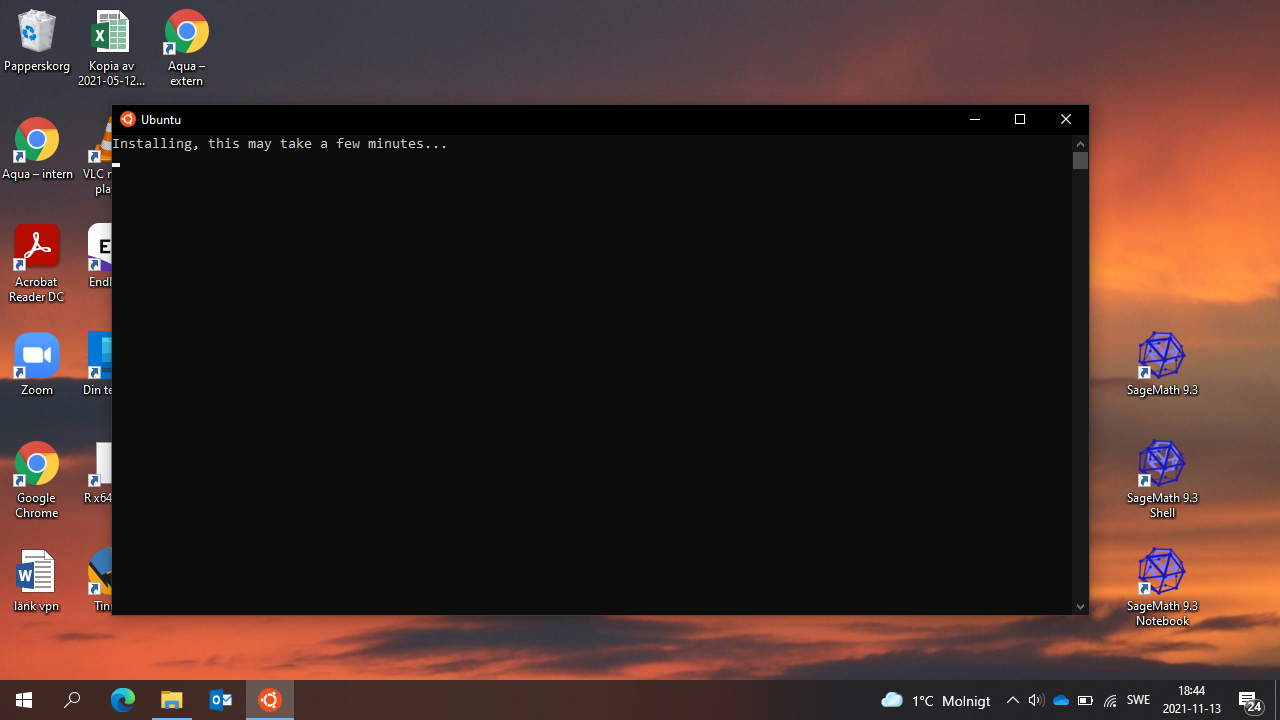 Papperskorg
Kopia av
2021-05-12...
Aqua –
extern
Ubuntu
Installing, this may take a few minutes...
Aqua – intern
VLC
pla
Acrobat
Reader DC
Endl
Zoom
Din te
Google
Chrome
R x64
länk vpn
Tin
SageMath 9.3
SageMath 9.3
Shell
SageMath 9.3
Notebook
1°C Molnigt
SWE
18:44
2021-11-13
24